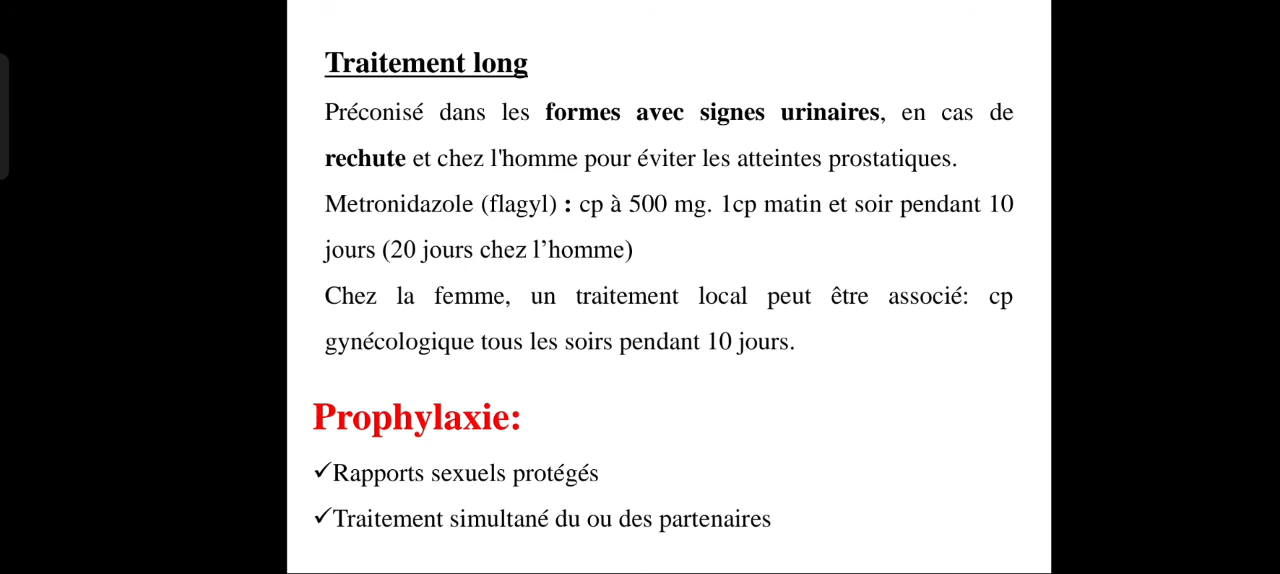 Traitement long
Préconisé dans les formes avec signes urinaires, en cas de
rechute et chez l'homme pour éviter les atteintes prostatiques.
Metronidazole (flagyl) : cp à 500 mg. 1cp matin et soir pendant 10
jours (20 jours chez l’homme)
Chez la femme, un traitement local peut être associé: cp
gynécologique tous les soirs pendant 10 jours.
Prophylaxie:
✓Rapports sexuels protégés
✓Traitement simultané du ou des partenaires